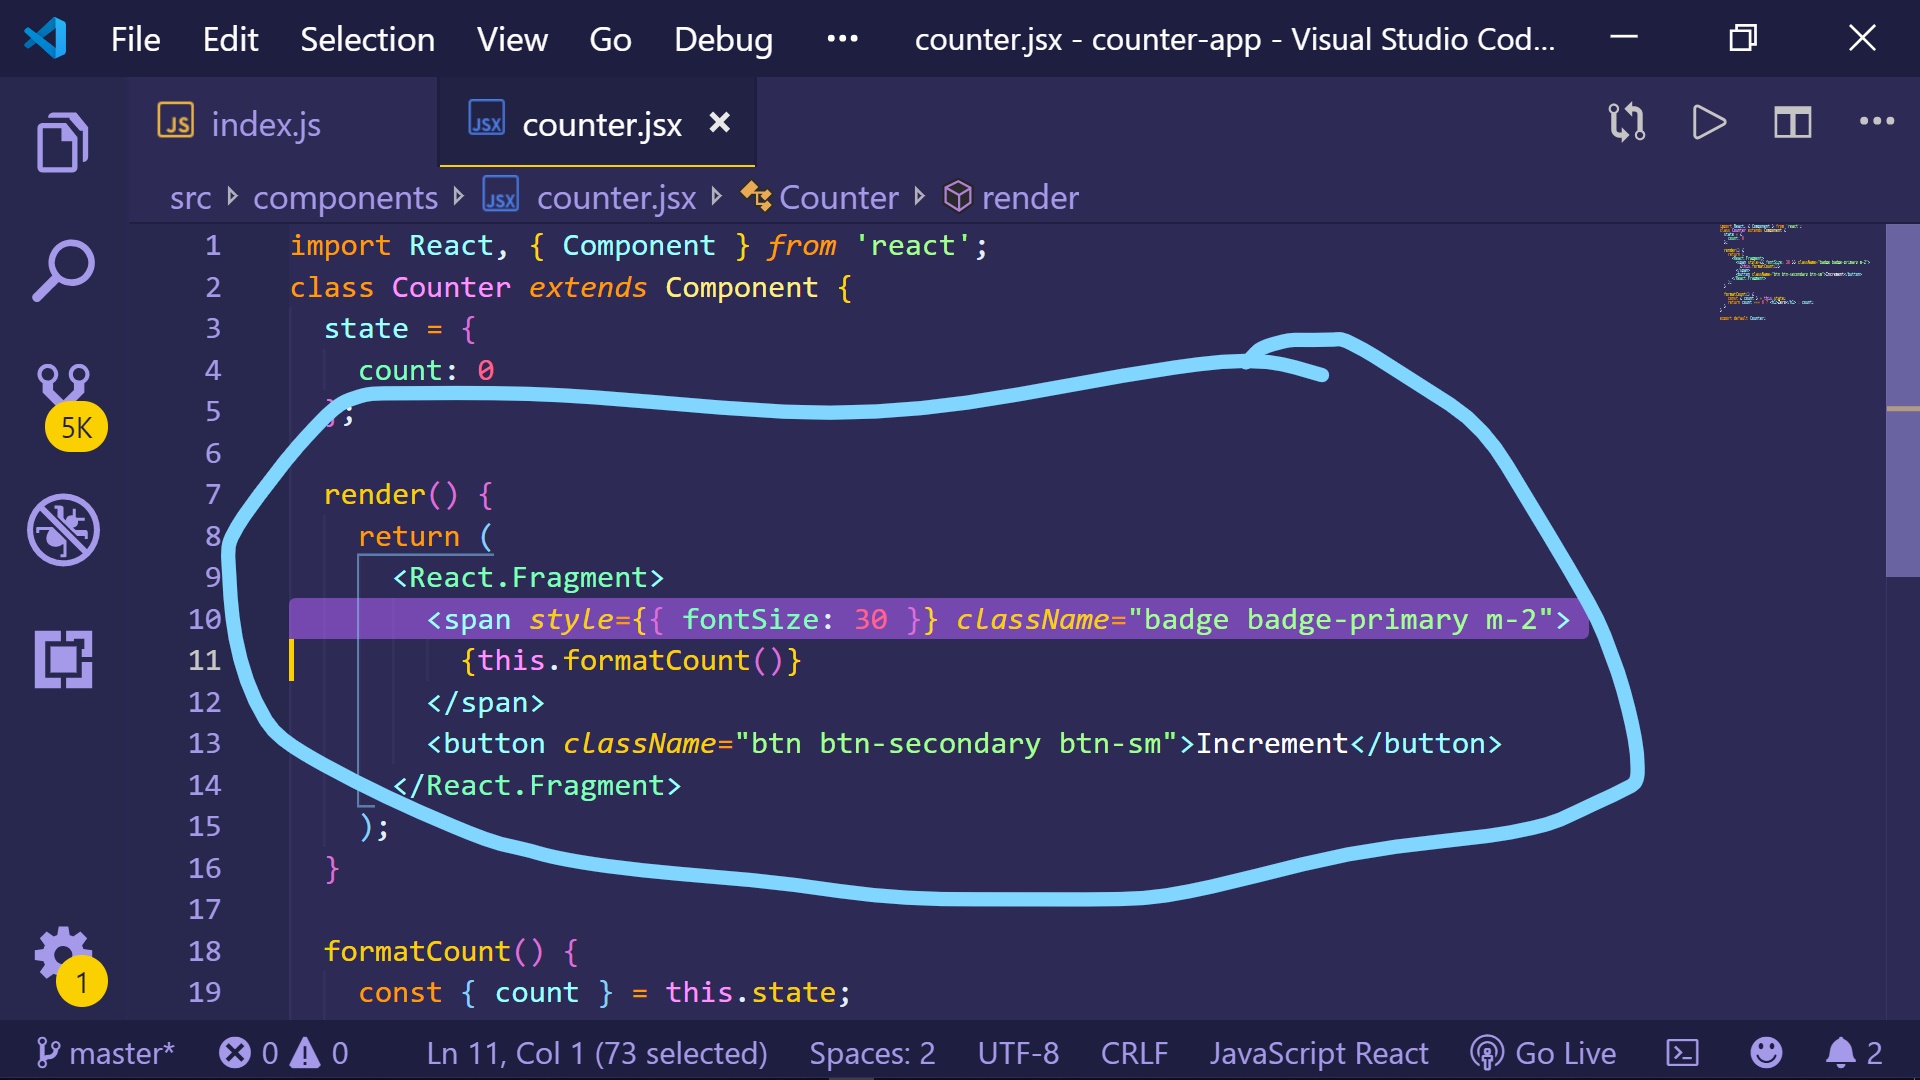 File Edit Selection View Go Debug ••• counter.jsx - counter-app - Visual Studio Cod...
JS index.js JSX counter.jsx
src components JSX counter.jsx Counter render
1 import React, { Component } from 'react';
2 class Counter extends Component {
3 state = {
4 count: 0
5 };
6
7 render() {
8 return (
9 <React.Fragment>
10 <span style={{ fontSize: 30 }} className="badge badge-primary m-2">
11 {this.formatCount()}
12 </span>
13 <button className="btn btn-secondary btn-sm">Increment</button>
14 </React.Fragment>
15 );
16 }
17
18 formatCount() {
19 const { count } = this.state;
5K
1
master* 0 0 Ln 11, Col 1 (73 selected) Spaces: 2 UTF-8 CRLF JavaScript React Go Live 2